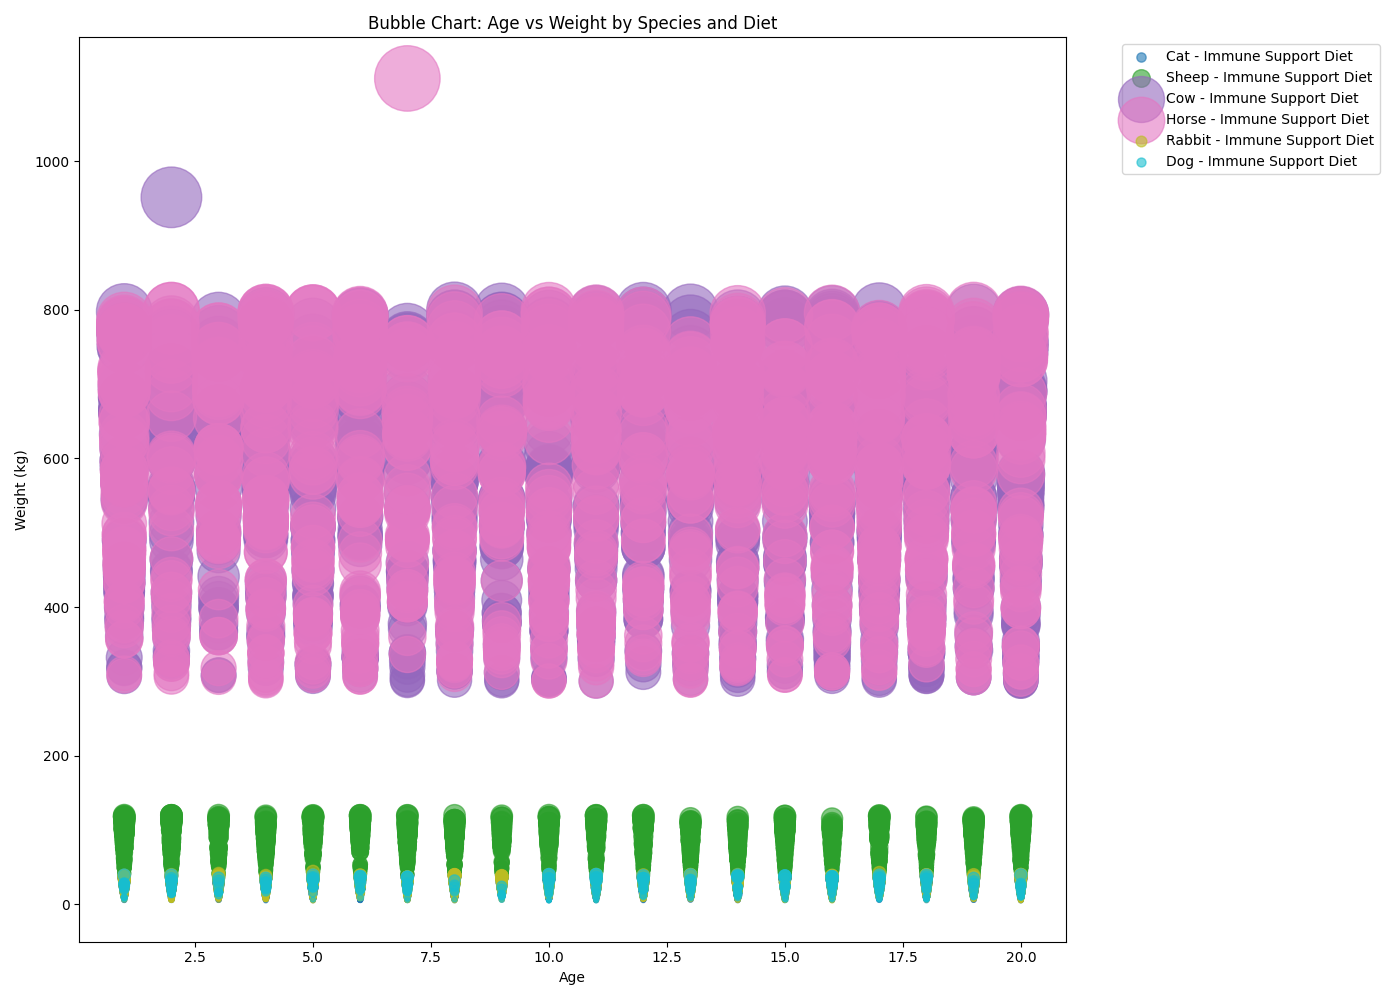 Bubble Chart: Age vs Weight by Species and Diet
Cat - Immune Support Diet
Sheep - Immune Support Diet
Cow - Immune Support Diet
Horse - Immune Support Diet
Rabbit - Immune Support Diet
Dog - Immune Support Diet
Weight (kg)
1000
800
600
400
200
0
2.5 5.0 7.5 10.0 12.5 15.0 17.5 20.0
Age